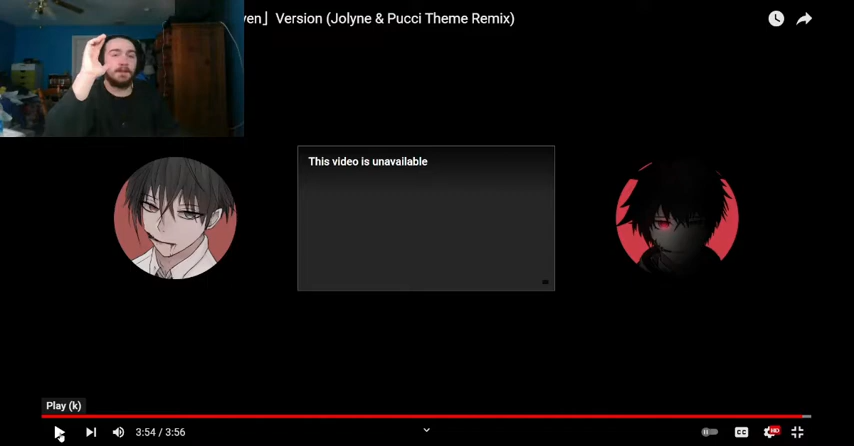 ven」 Version (Jolyne & Pucci Theme Remix)
This video is unavailable
Play (k)
3:54 / 3:56
CC
HD